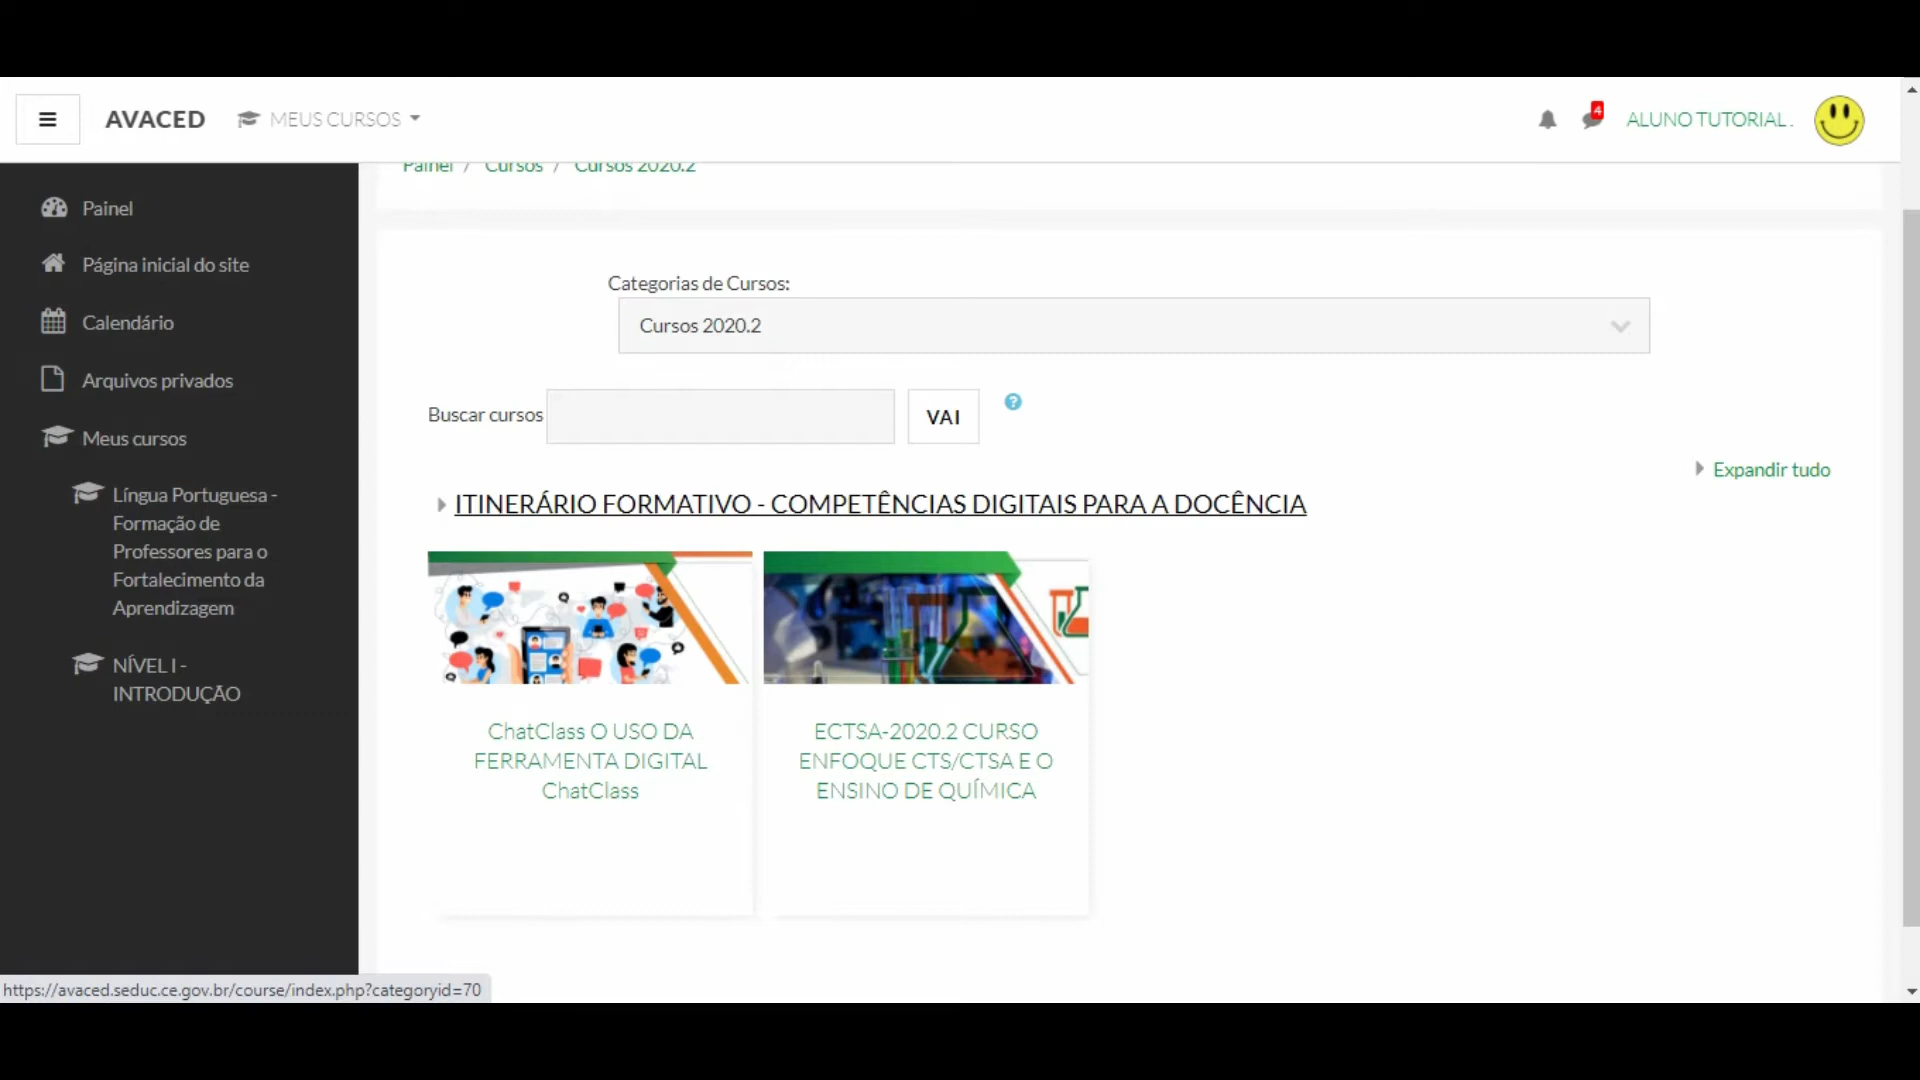 AVACED
MEUS CURSOS
4
ALUNO TUTORIAL .
Painel / Cursos / Cursos 2020.2
Painel
Página inicial do site
Calendário
Arquivos privados
Meus cursos
Língua Portuguesa -
Formação de
Professores para o
Fortalecimento da
Aprendizagem
NÍVEL I -
INTRODUÇÃO
Categorias de Cursos:
Cursos 2020.2
Buscar cursos
VAI
?
Expandir tudo
ITINERÁRIO FORMATIVO - COMPETÊNCIAS DIGITAIS PARA A DOCÊNCIA
ChatClass O USO DA
FERRAMENTA DIGITAL
ChatClass
ECTSA-2020.2 CURSO
ENFOQUE CTS/CTSA E O
ENSINO DE QUÍMICA
https://avaced.seduc.ce.gov.br/course/index.php?categoryid=70